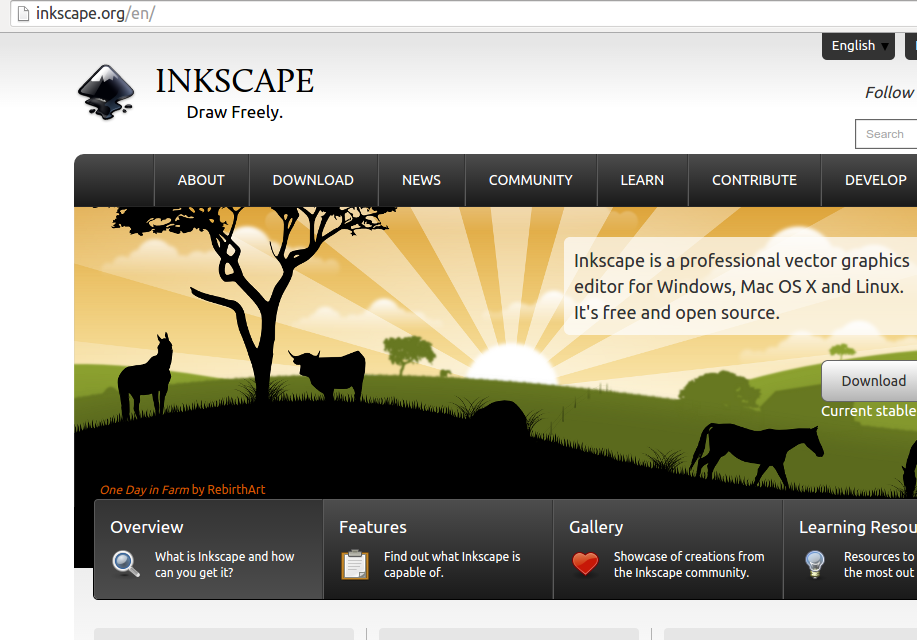 inkscape.org/en/
English
INKSCAPE
Draw Freely.
Follow
Search
ABOUT DOWNLOAD NEWS COMMUNITY LEARN CONTRIBUTE DEVELOP
Inkscape is a professional vector graphics
editor for Windows, Mac OS X and Linux.
It's free and open source.
Download
Current stable
One Day in Farm by RebirthArt
Overview
What is Inkscape and how
can you get it?
Features
Find out what Inkscape is
capable of.
Gallery
Showcase of creations from
the Inkscape community.
Learning Resou
Resources to
the most out